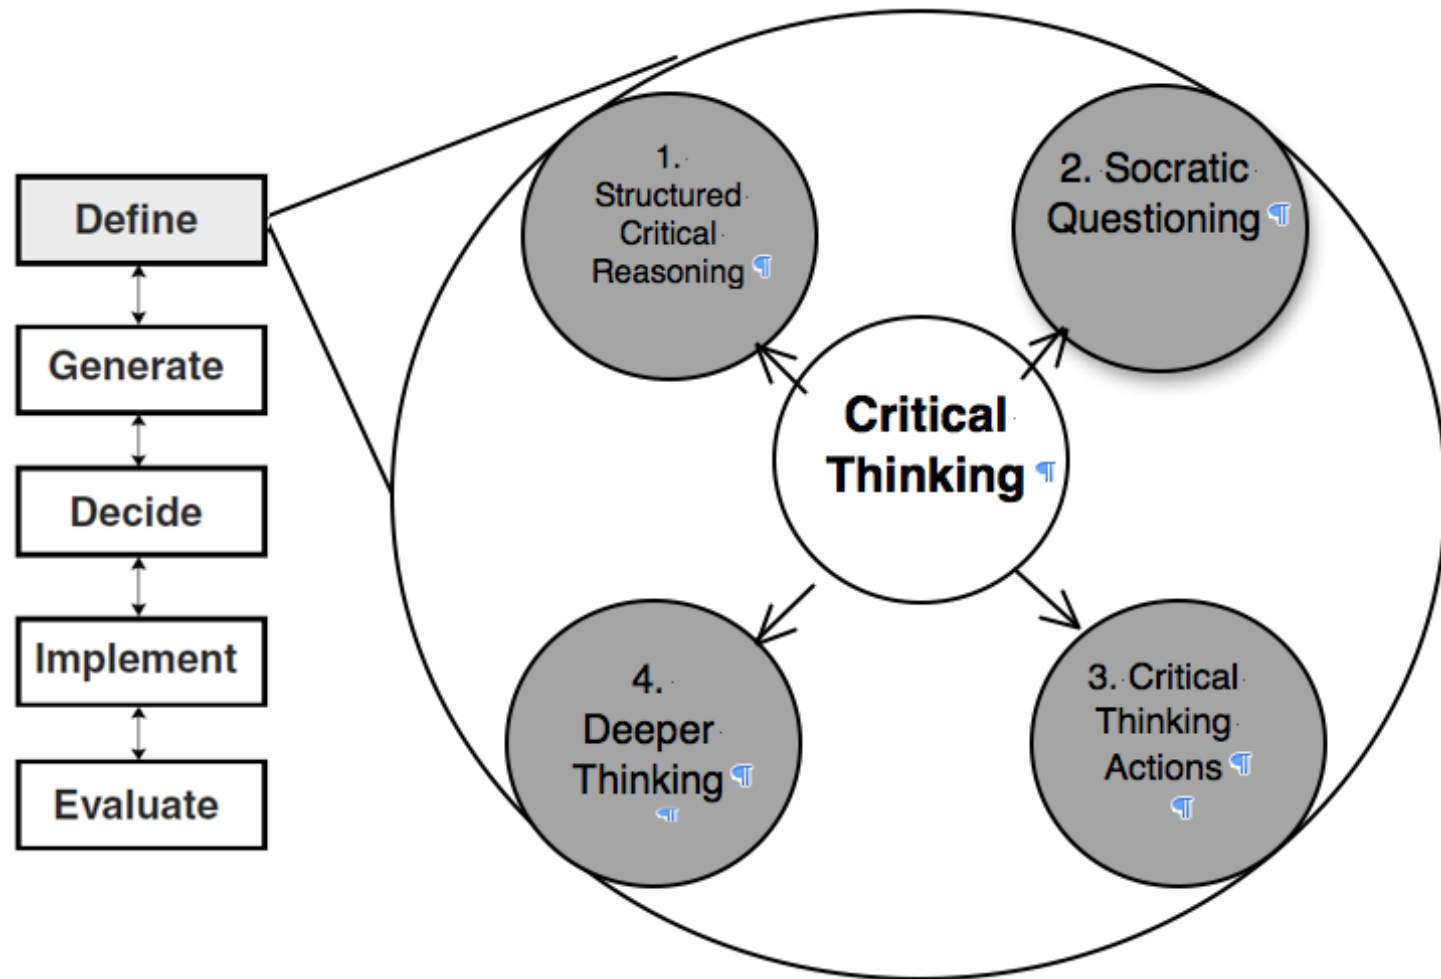 Define
Generate
Decide
Implement
Evaluate
1.
Structured
Critical
Reasoning ¶
2. Socratic
Questioning ¶
Critical
Thinking ¶
3. Critical
Thinking
Actions ¶
¶
4.
Deeper
Thinking ¶
¶